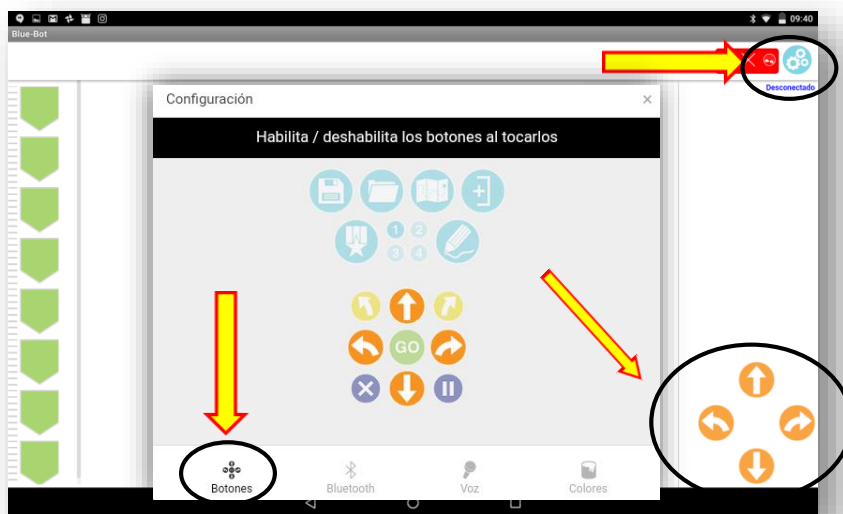 09:40
Blue-Bot
Desconectado
Configuración ×
Habilita / deshabilita los botones al tocarlos
1 2
3 4
GO
Botones Bluetooth Voz Colores